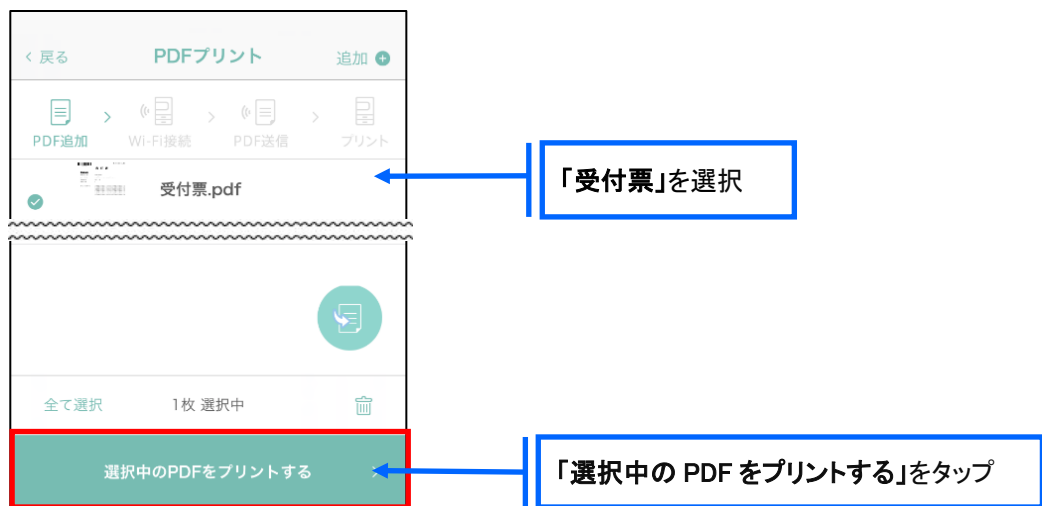 戻る
PDFプリント
追加
PDF追加
Wi-Fi接続
PDF送信
プリント
受付票.pdf
「受付票」を選択
全て選択
1枚 選択中
選択中のPDFをプリントする
「選択中の PDF をプリントする」をタップ